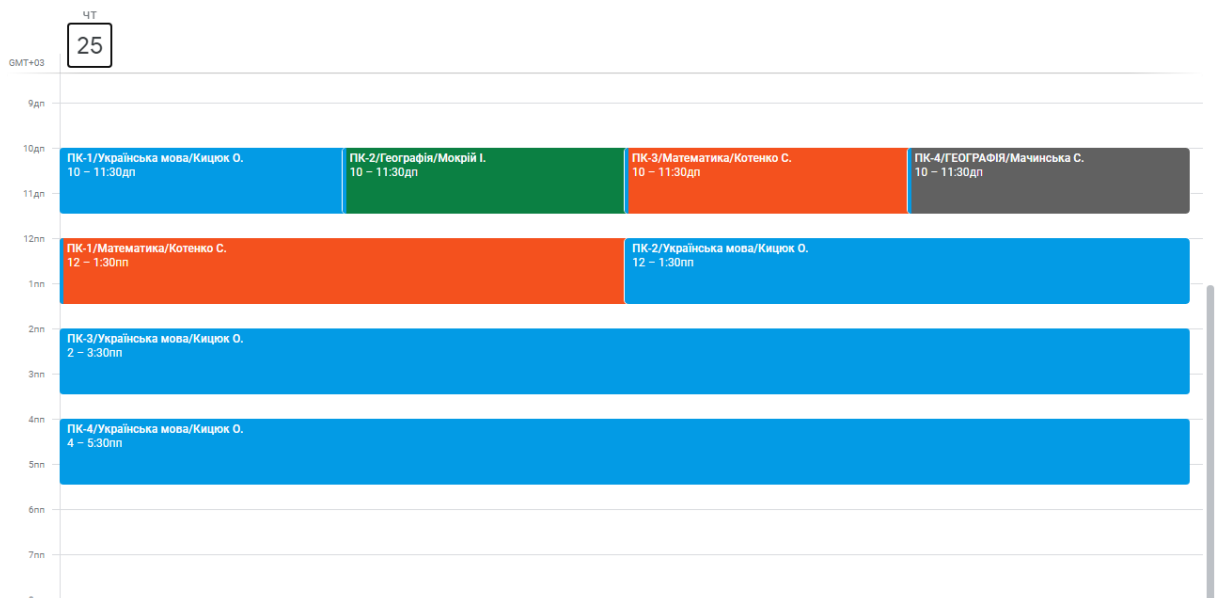 ЧТ
25
GMT+03
9дп
10дп
ПК-1/Українська мова/Кицюк О.
10 – 11:30дп
ПК-2/Географія/Мокрій І.
10 – 11:30дп
ПК-3/Математика/Котенко С.
10 – 11:30дп
ПК-4/ГЕОГРАФІЯ/Мачинська С.
10 – 11:30дп
11дп
12пп
ПК-1/Математика/Котенко С.
12 – 1:30пп
ПК-2/Українська мова/Кицюк О.
12 – 1:30пп
1пп
2пп
ПК-3/Українська мова/Кицюк О.
2 – 3:30пп
3пп
4пп
ПК-4/Українська мова/Кицюк О.
4 – 5:30пп
5пп
6пп
7пп